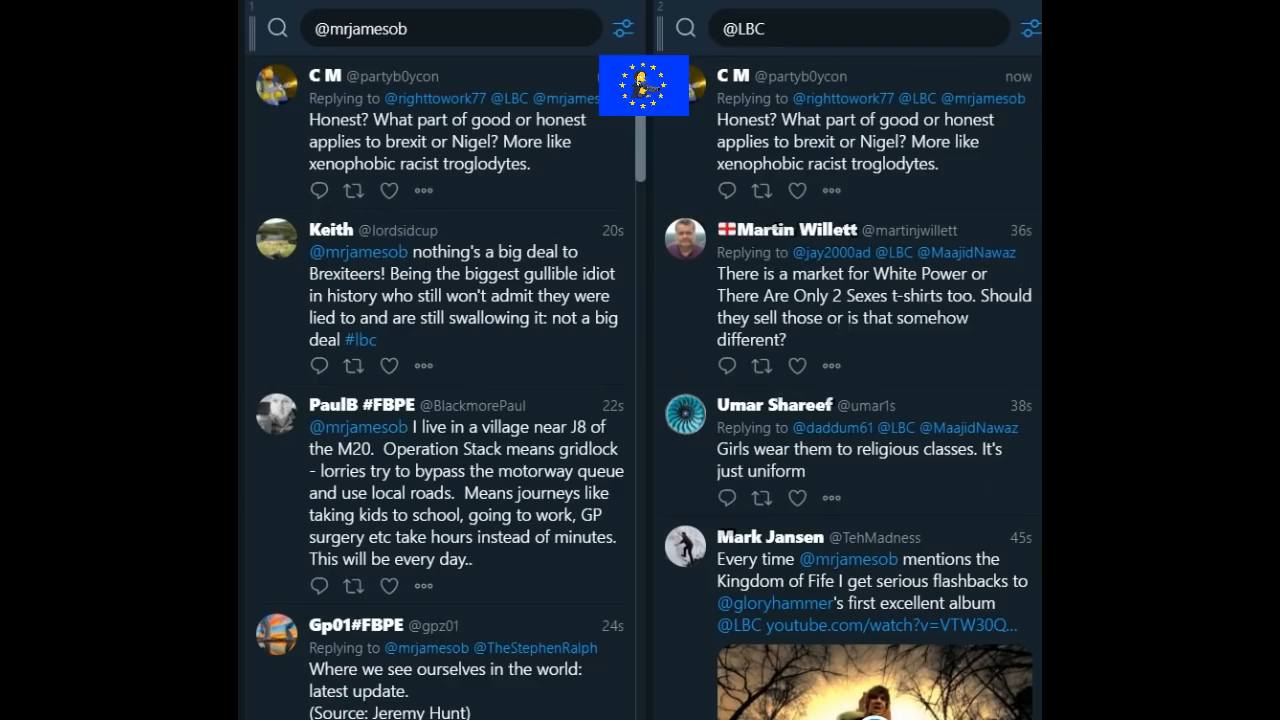 1
@mrjamesob
C M @partyb0ycon
Replying to @righttowork77 @LBC @mrjames
Honest? What part of good or honest
applies to brexit or Nigel? More like
xenophobic racist troglodytes.
Keith @lordsidcup 20s
@mrjamesob nothing's a big deal to
Brexiteers! Being the biggest gullible idiot
in history who still won't admit they were
lied to and are still swallowing it: not a big
deal #lbc
PaulB #FBPE @BlackmorePaul 22s
@mrjamesob I live in a village near J8 of
the M20. Operation Stack means gridlock
- lorries try to bypass the motorway queue
and use local roads. Means journeys like
taking kids to school, going to work, GP
surgery etc take hours instead of minutes.
This will be every day..
Gp01#FBPE @gpz01 24s
Replying to @mrjamesob @TheStephenRalph
Where we see ourselves in the world:
latest update.
(Source: Jeremy Hunt)
2
@LBC
C M @partyb0ycon now
Replying to @righttowork77 @LBC @mrjamesob
Honest? What part of good or honest
applies to brexit or Nigel? More like
xenophobic racist troglodytes.
Martin Willett @martinjwillett 36s
Replying to @jay2000ad @LBC @MaajidNawaz
There is a market for White Power or
There Are Only 2 Sexes t-shirts too. Should
they sell those or is that somehow
different?
Umar Shareef @umar1s 38s
Replying to @daddum61 @LBC @MaajidNawaz
Girls wear them to religious classes. It's
just uniform
Mark Jansen @TehMadness 45s
Every time @mrjamesob mentions the
Kingdom of Fife I get serious flashbacks to
@gloryhammer's first excellent album
@LBC youtube.com/watch?v=VTW30Q...